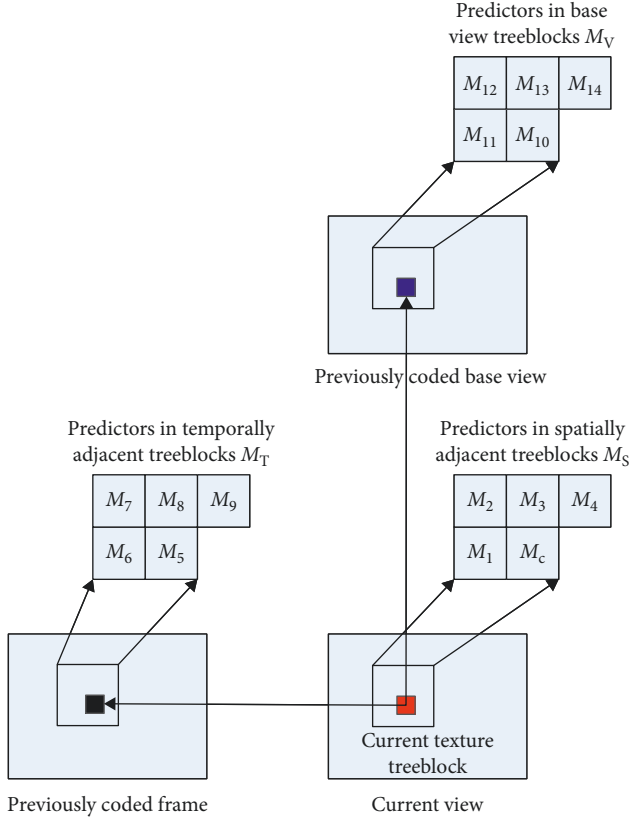 Predictors in base
view treeblocks M_V
M_12 M_13 M_14
M_11 M_10
Previously coded base view
Predictors in temporally
adjacent treeblocks M_T
M_7 M_8 M_9
M_6 M_5
Predictors in spatially
adjacent treeblocks M_S
M_2 M_3 M_4
M_1 M_c
Current texture
treeblock
Previously coded frame
Current view